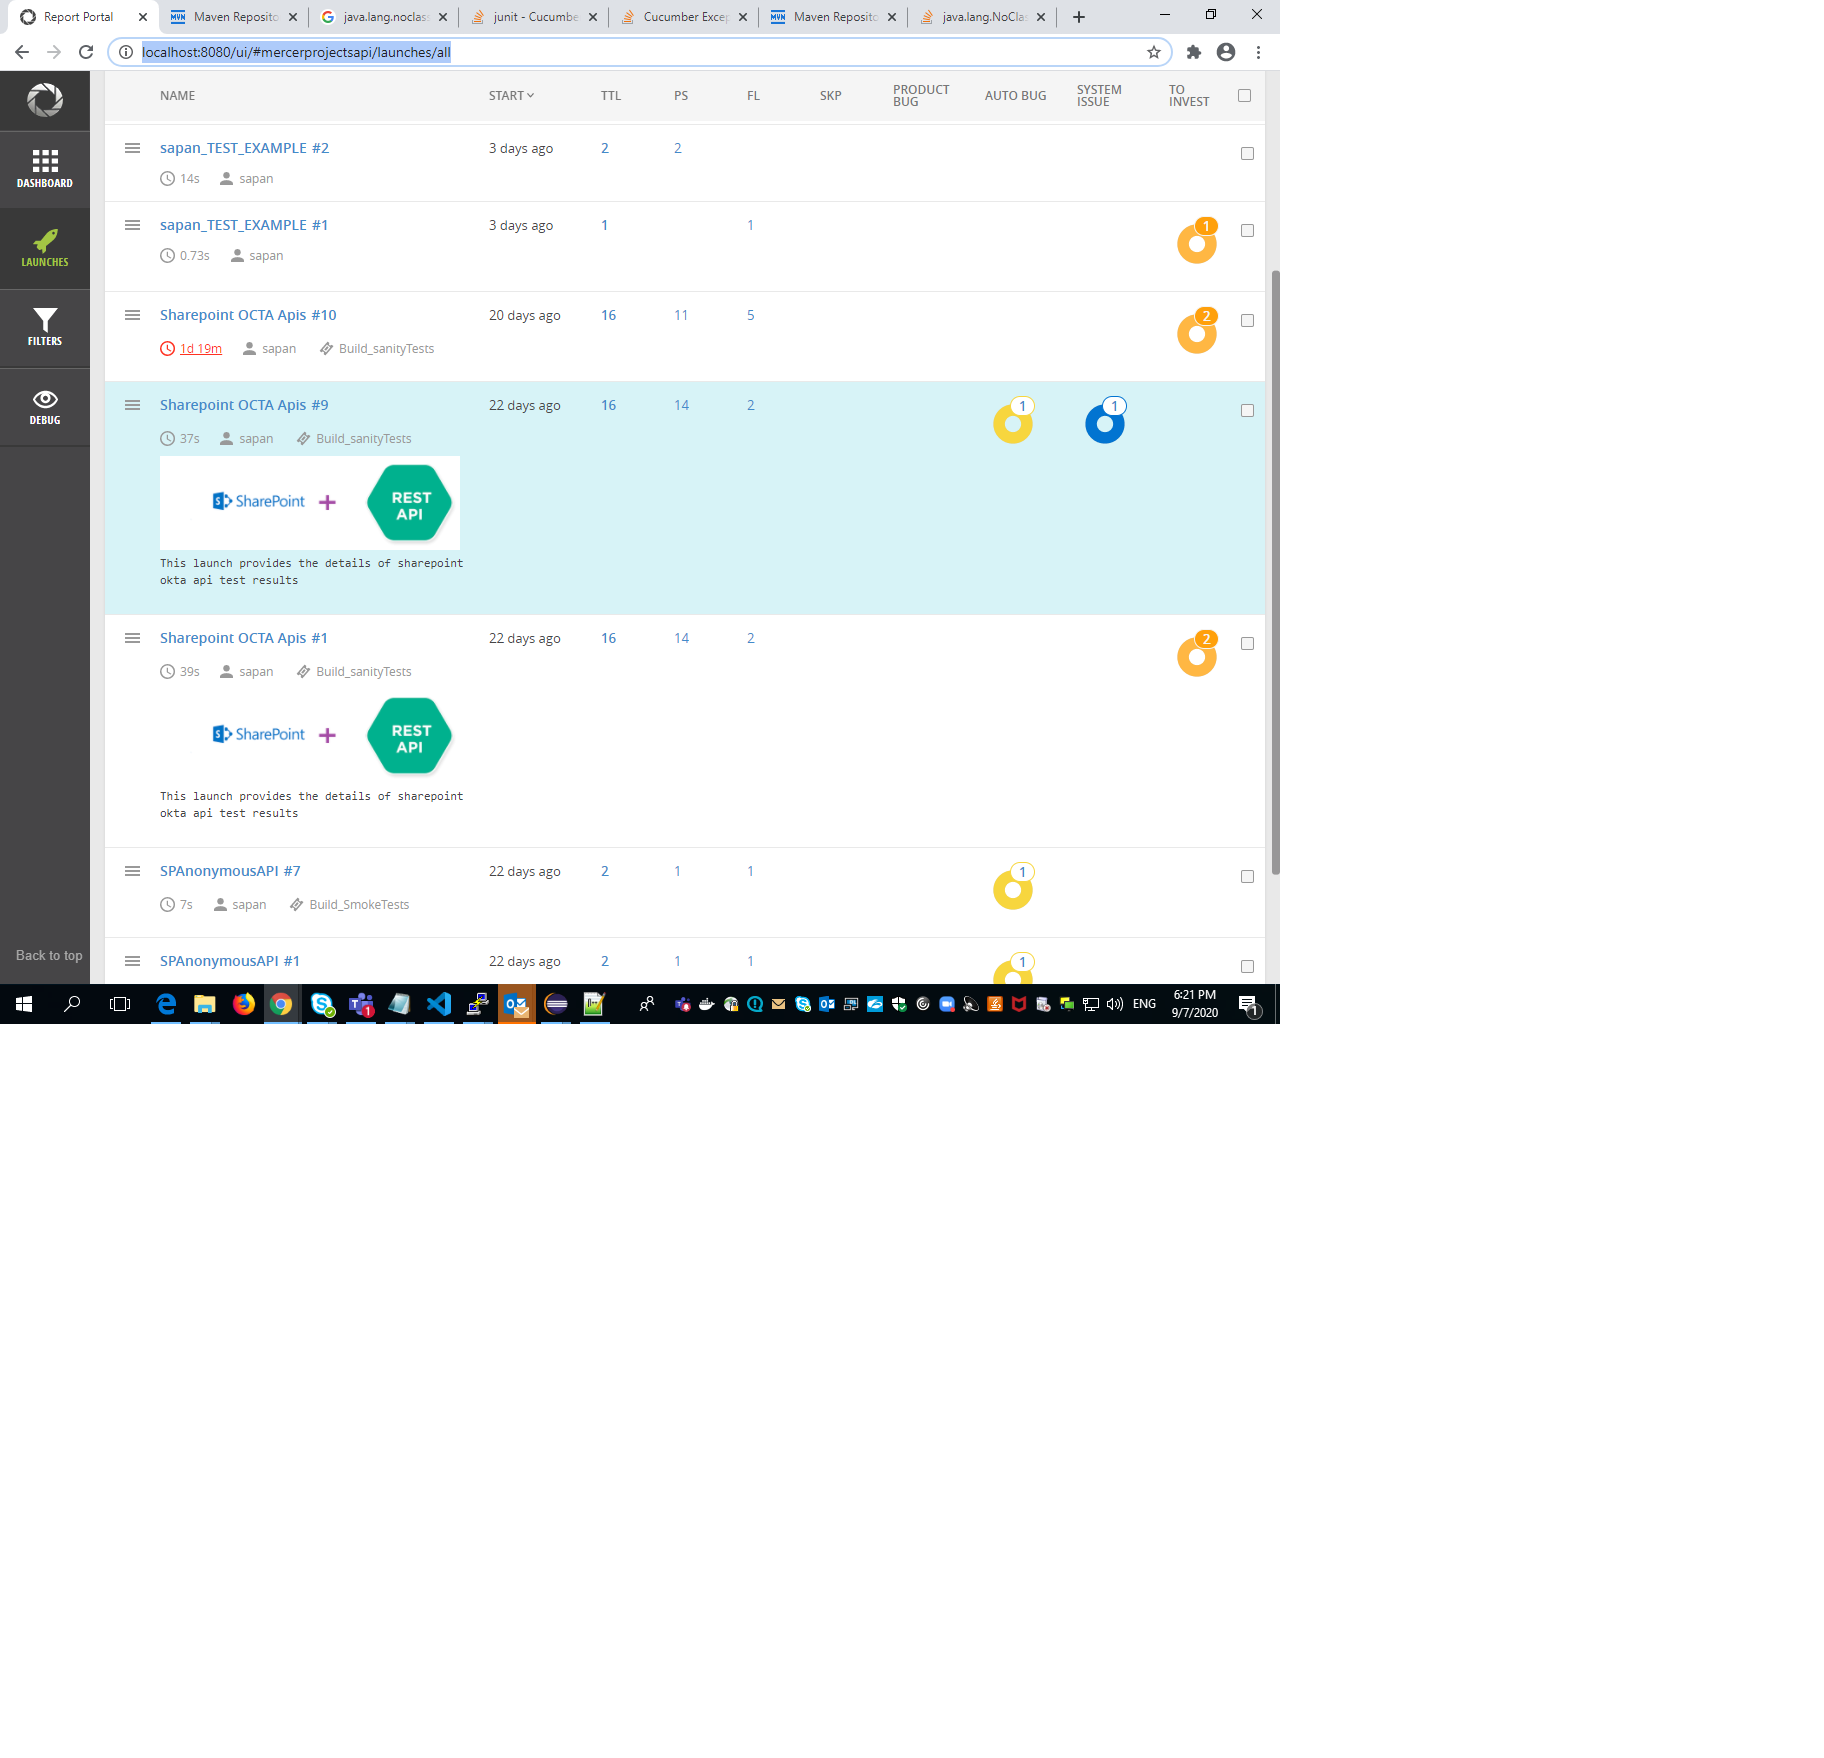 Report Portal
Maven Reposito
java.lang.noclas
junit - Cucumbe
Cucumber Excep
Maven Reposito
java.lang.NoClas
localhost:8080/ui/#mercerprojectsapi/launches/all
NAME START TTL PS FL SKP PRODUCT BUG AUTO BUG SYSTEM ISSUE TO INVEST
DASHBOARD
LAUNCHES
FILTERS
DEBUG
Back to top
sapan_TEST_EXAMPLE #2 3 days ago 2 2
14s sapan
sapan_TEST_EXAMPLE #1 3 days ago 1 1 1
0.73s sapan
Sharepoint OCTA Apis #10 20 days ago 16 11 5 2
1d 19m sapan Build_sanityTests
Sharepoint OCTA Apis #9 22 days ago 16 14 2 1 1
37s sapan Build_sanityTests
S SharePoint + REST API
This launch provides the details of sharepoint
okta api test results
Sharepoint OCTA Apis #1 22 days ago 16 14 2 2
39s sapan Build_sanityTests
S SharePoint + REST API
This launch provides the details of sharepoint
okta api test results
SPAnonymousAPI #7 22 days ago 2 1 1 1
7s sapan Build_SmokeTests
SPAnonymousAPI #1 22 days ago 2 1 1 1
ENG
6:21 PM
9/7/2020
1